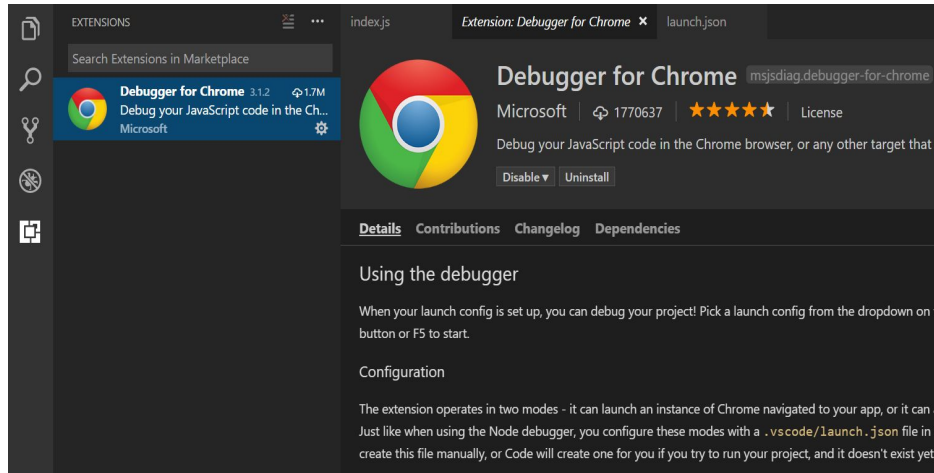 EXTENSIONS
Search Extensions in Marketplace
Debugger for Chrome 3.1.2 1.7M
Debug your JavaScript code in the Ch...
Microsoft
index.js Extension: Debugger for Chrome × launch.json
Debugger for Chrome msjsdiag.debugger-for-chrome
Microsoft 1770637 License
Debug your JavaScript code in the Chrome browser, or any other target that
Disable Uninstall
Details Contributions Changelog Dependencies
Using the debugger
When your launch config is set up, you can debug your project! Pick a launch config from the dropdown on
button or F5 to start.
Configuration
The extension operates in two modes - it can launch an instance of Chrome navigated to your app, or it can
Just like when using the Node debugger, you configure these modes with a .vscode/launch.json file in
create this file manually, or Code will create one for you if you try to run your project, and it doesn't exist yet